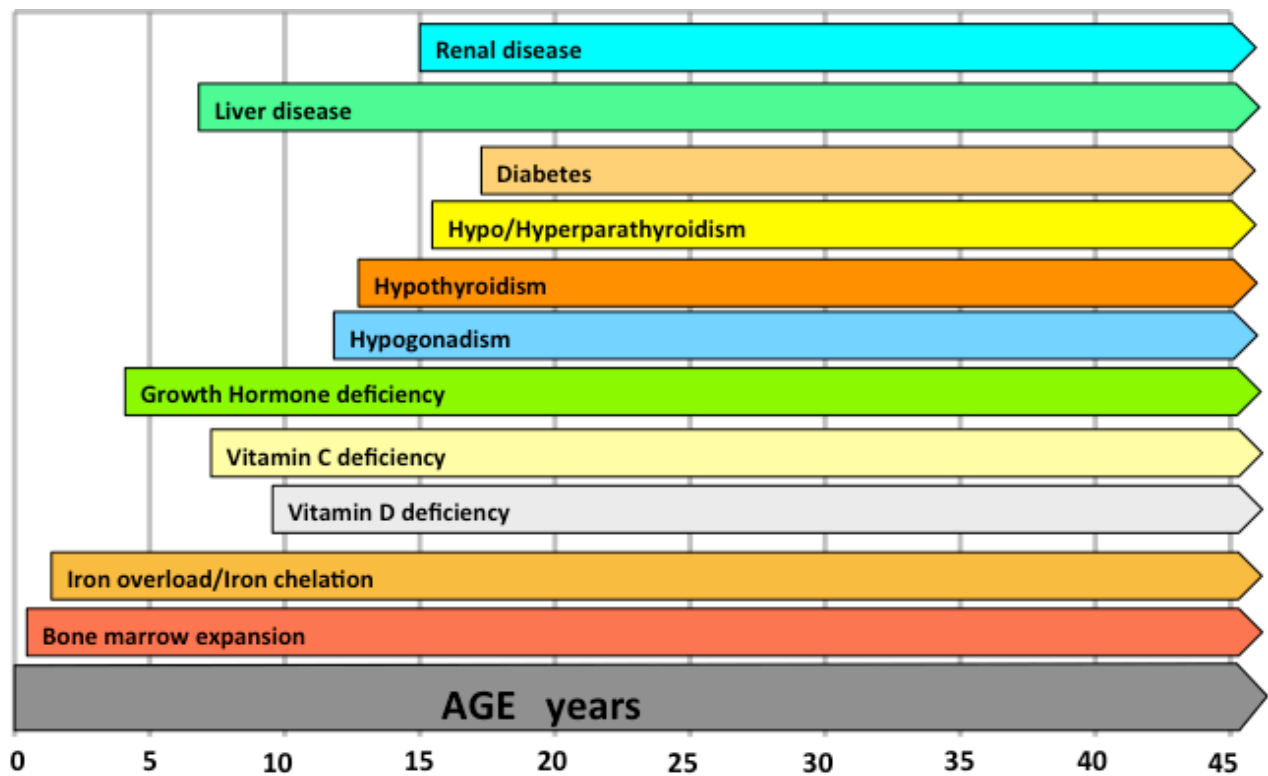 Renal disease
Liver disease
Diabetes
Hypo/Hyperparathyroidism
Hypothyroidism
Hypogonadism
Growth Hormone deficiency
Vitamin C deficiency
Vitamin D deficiency
Iron overload/Iron chelation
Bone marrow expansion
AGE years
0 5 10 15 20 25 30 35 40 45